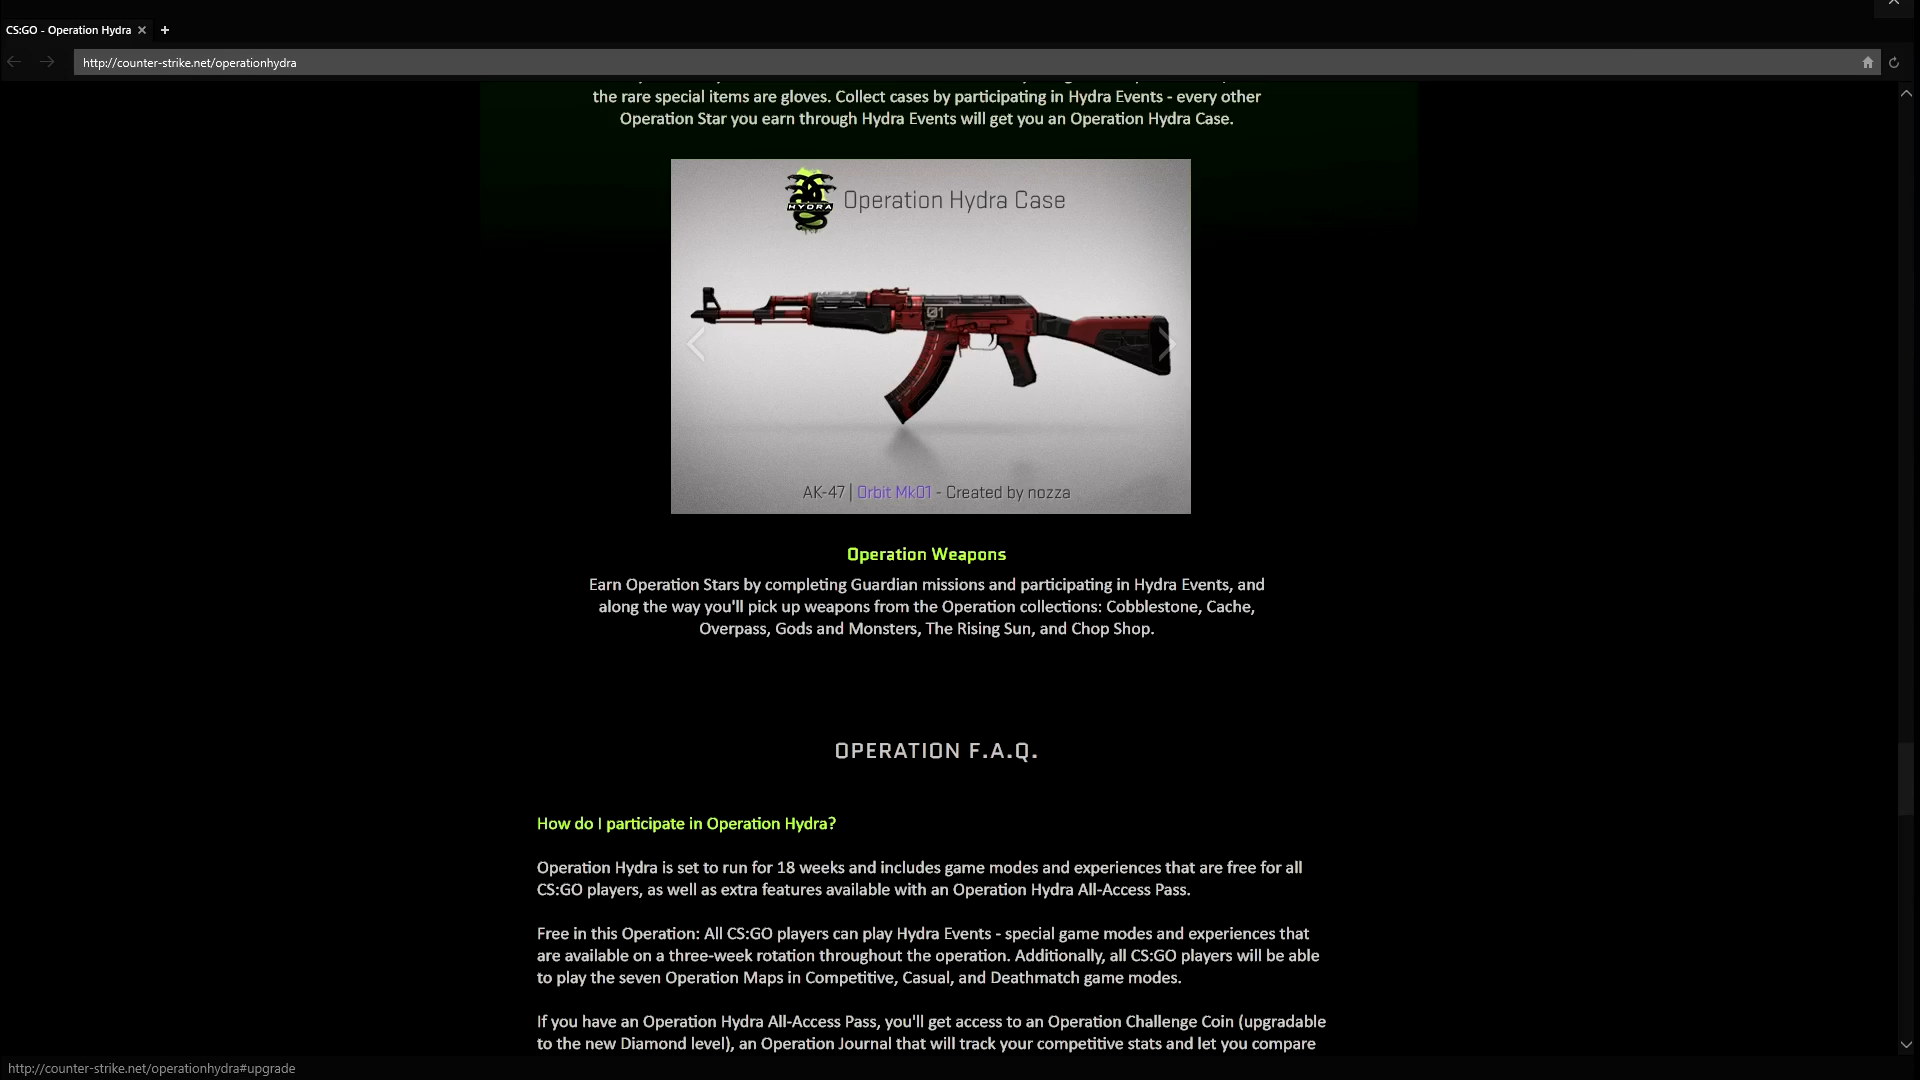 CS:GO - Operation Hydra
http://counter-strike.net/operationhydra
the rare special items are gloves. Collect cases by participating in Hydra Events - every other
Operation Star you earn through Hydra Events will get you an Operation Hydra Case.
HYDRA
Operation Hydra Case
01
AK-47 | Orbit Mk01 - Created by nozza
Operation Weapons
Earn Operation Stars by completing Guardian missions and participating in Hydra Events, and
along the way you'll pick up weapons from the Operation collections: Cobblestone, Cache,
Overpass, Gods and Monsters, The Rising Sun, and Chop Shop.
OPERATION F.A.Q.
How do I participate in Operation Hydra?
Operation Hydra is set to run for 18 weeks and includes game modes and experiences that are free for all
CS:GO players, as well as extra features available with an Operation Hydra All-Access Pass.
Free in this Operation: All CS:GO players can play Hydra Events - special game modes and experiences that
are available on a three-week rotation throughout the operation. Additionally, all CS:GO players will be able
to play the seven Operation Maps in Competitive, Casual, and Deathmatch game modes.
If you have an Operation Hydra All-Access Pass, you'll get access to an Operation Challenge Coin (upgradable
to the new Diamond level), an Operation Journal that will track your competitive stats and let you compare
http://counter-strike.net/operationhydra#upgrade